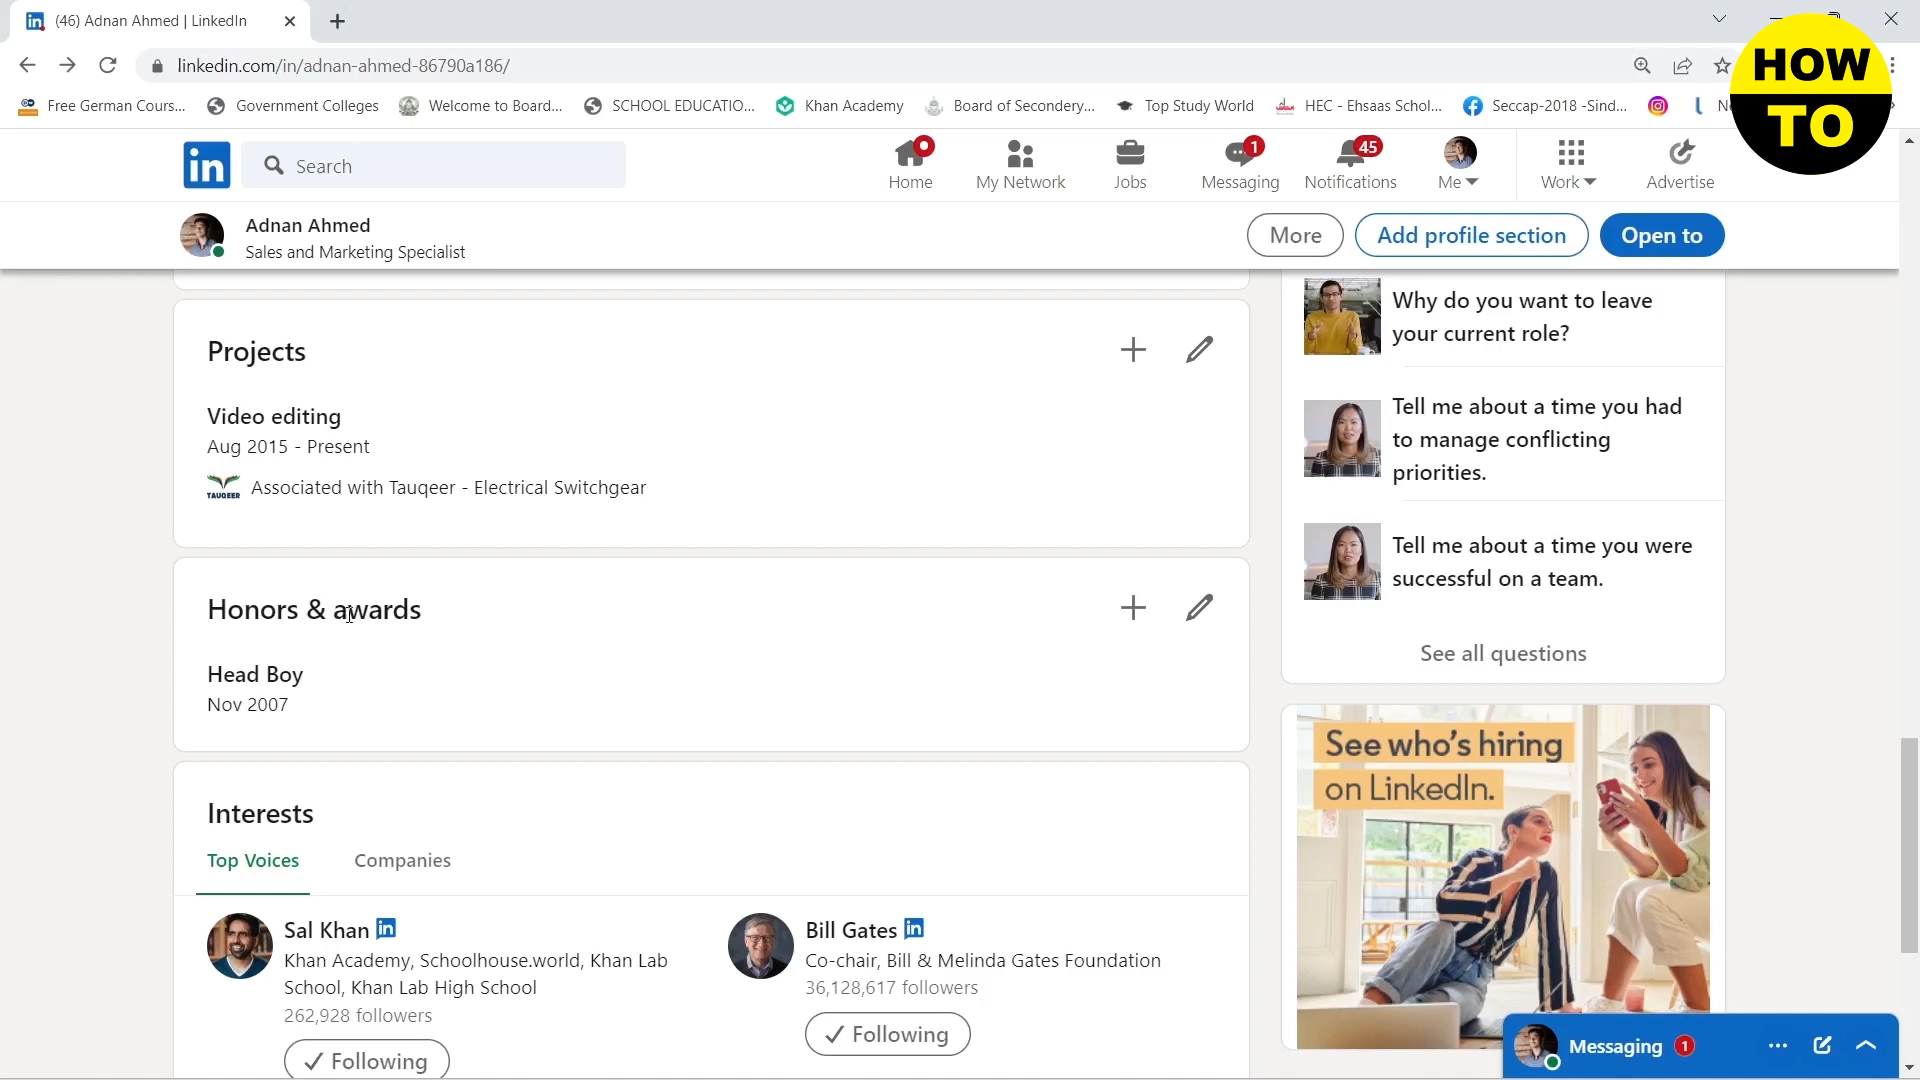 (46) Adnan Ahmed | LinkedIn
linkedin.com/in/adnan-ahmed-86790a186/
Free German Cours... Government Colleges Welcome to Board... SCHOOL EDUCATIO... Khan Academy Board of Secondery... Top Study World HEC - Ehsaas Schol... Seccap-2018 -Sind...
HOW
TO
in Search
Home My Network Jobs Messaging 1 Notifications 45 Me Work Advertise
Adnan Ahmed
Sales and Marketing Specialist
More Add profile section Open to
Projects
Video editing
Aug 2015 - Present
TAUQEER Associated with Tauqeer - Electrical Switchgear
Honors & awards
Head Boy
Nov 2007
Interests
Top Voices Companies
Sal Khan in
Khan Academy, Schoolhouse.world, Khan Lab
School, Khan Lab High School
262,928 followers
Following
Bill Gates in
Co-chair, Bill & Melinda Gates Foundation
36,128,617 followers
Following
Why do you want to leave
your current role?
Tell me about a time you had
to manage conflicting
priorities.
Tell me about a time you were
successful on a team.
See all questions
See who's hiring
on LinkedIn.
Messaging 1